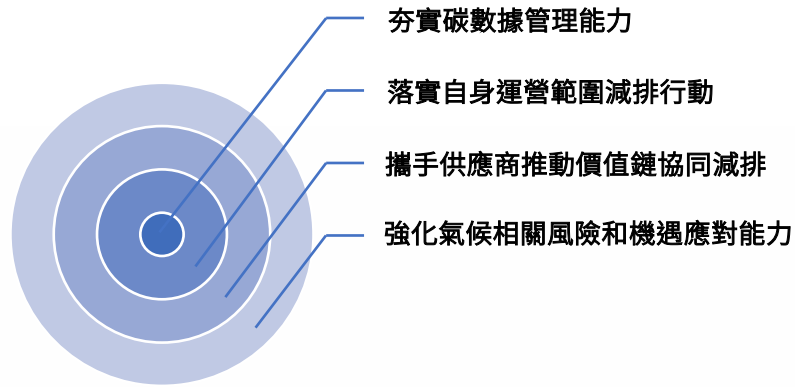 夯實碳數據管理能力
落實自身運營範圍減排行動
攜手供應商推動價值鏈協同減排
強化氣候相關風險和機遇應對能力